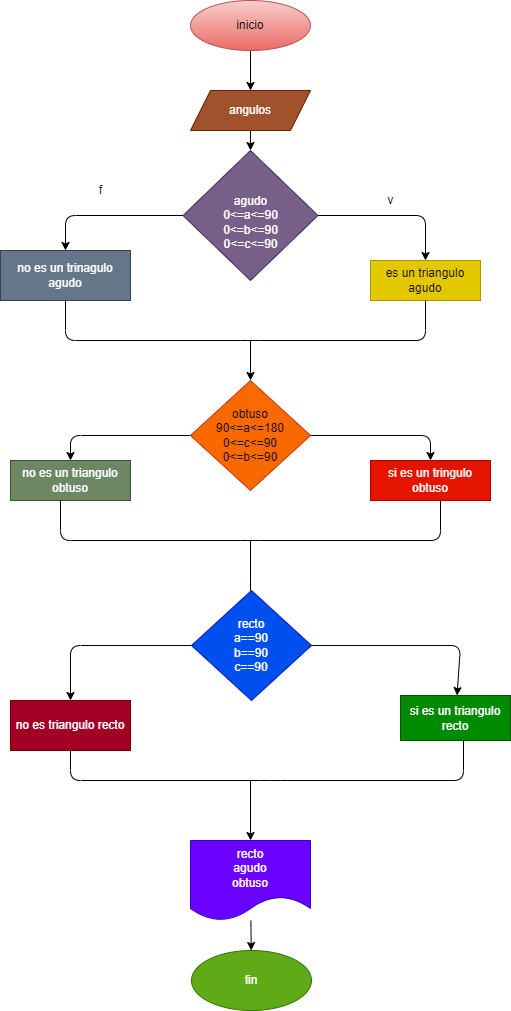 inicio
angulos
agudo
0<=a<=90
0<=b<=90
0<=c<=90
f
v
no es un trinagulo
agudo
es un triangulo
agudo
obtuso
90<=a<=180
0<=c<=90
0<=b<=90
no es un triangulo
obtuso
si es un tringulo
obtuso
recto
a==90
b==90
c==90
no es triangulo recto
si es un triangulo
recto
recto
agudo
obtuso
fin